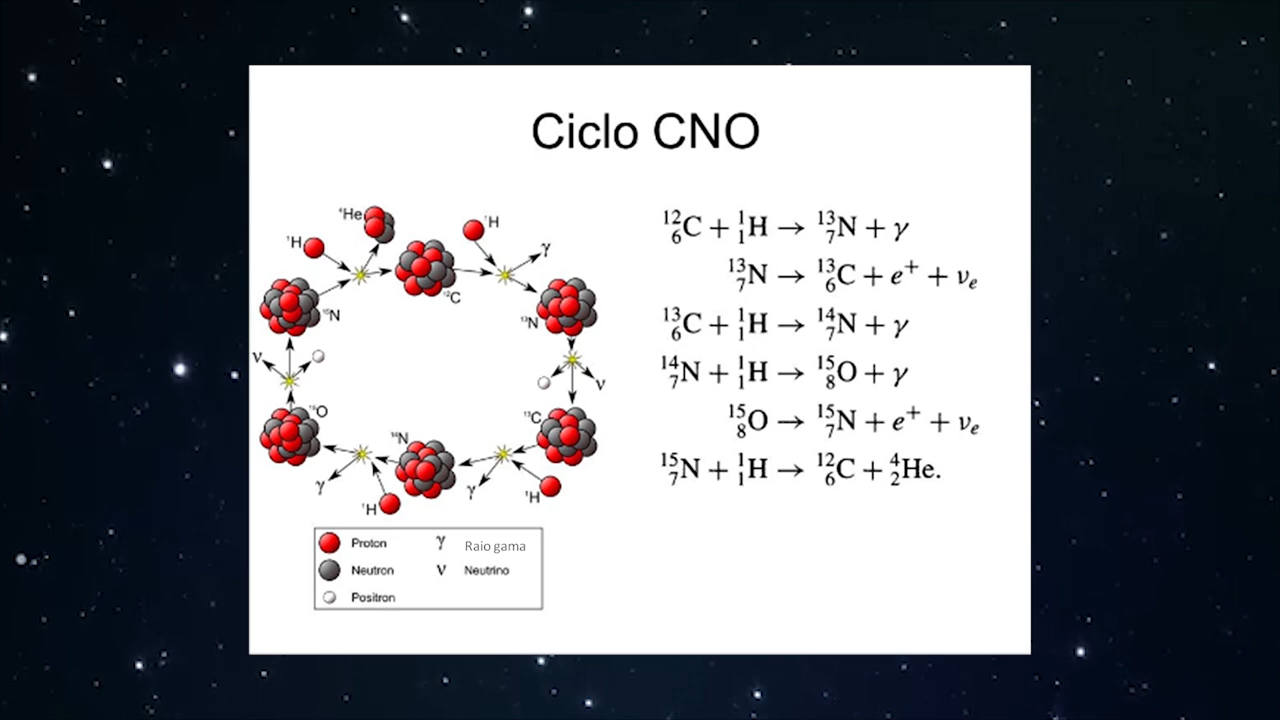 Ciclo CNO
⁴He
¹H
¹H
γ
¹²C
¹⁵N
¹³N
ν
ν
¹⁵O
¹³C
¹⁴N
γ
γ
¹H
¹H
Proton γ Raio gama
Neutron ν Neutrino
Positron
¹²₆C + ¹₁H → ¹³₇N + γ
¹³₇N → ¹³₆C + e⁺ + νₑ
¹³₆C + ¹₁H → ¹⁴₇N + γ
¹⁴₇N + ¹₁H → ¹⁵₈O + γ
¹⁵₈O → ¹⁵₇N + e⁺ + νₑ
¹⁵₇N + ¹₁H → ¹²₆C + ⁴₂He.